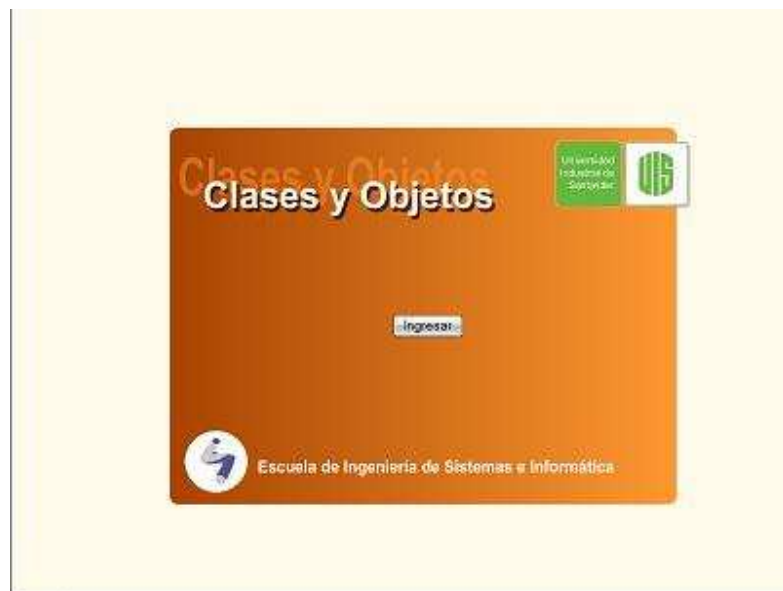 Clases y Objetos
Clases y Objetos
Universidad
Industrial de
Santander
UIS
Ingresar
Escuela de Ingeniería de Sistemas e Informática